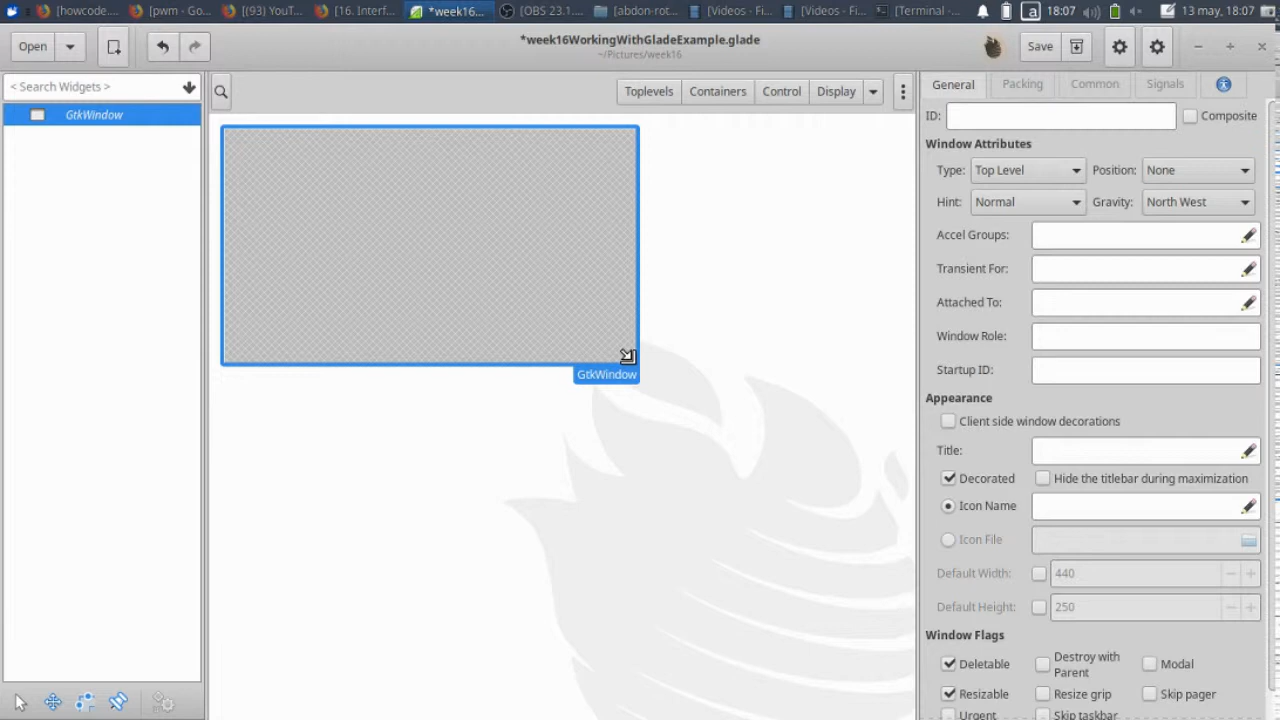 [howcode....
[pwm - Go...
[(93) YouT...
[16. Interf...
*week16...
[OBS 23.1....
[abdon-rot...
[Videos - Fi...
[Videos - Fi...
[Terminal -...
a
18:07
13 may, 18:07
Open
*week16WorkingWithGladeExample.glade
~/Pictures/week16
Save
< Search Widgets >
Toplevels
Containers
Control
Display
General
Packing
Common
Signals
GtkWindow
ID:
Composite
Window Attributes
Type: Top Level Position: None
Hint: Normal Gravity: North West
Accel Groups:
Transient For:
Attached To:
Window Role:
Startup ID:
GtkWindow
Appearance
Client side window decorations
Title:
Decorated Hide the titlebar during maximization
Icon Name
Icon File
Default Width: 440
Default Height: 250
Window Flags
Deletable Destroy with Parent Modal
Resizable Resize grip Skip pager
Urgent Skip taskbar